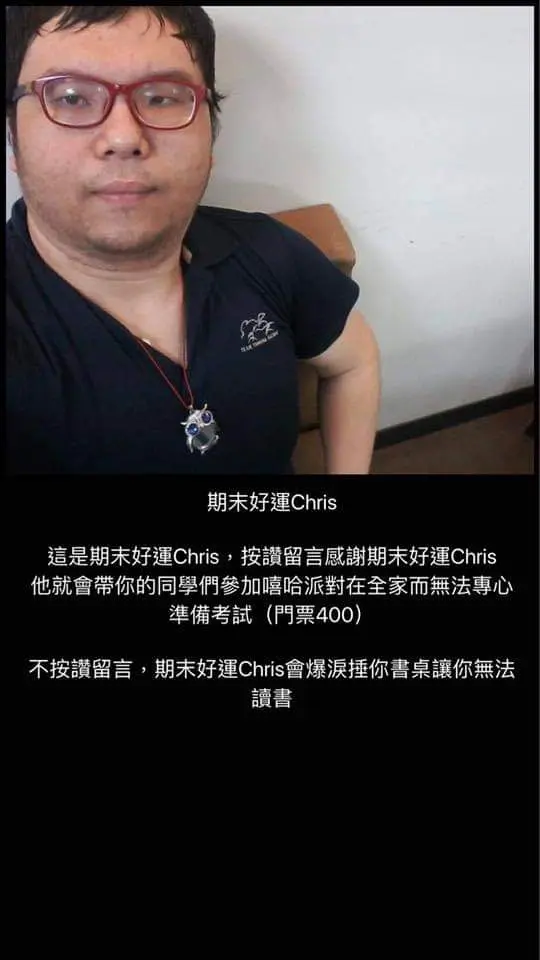 期末好運Chris
這是期末好運Chris，按讚留言感謝期末好運Chris
他就會帶你的同學們參加嘻哈派對在全家而無法專心
準備考試（門票400）
不按讚留言，期末好運Chris會爆淚捶你書桌讓你無法
讀書